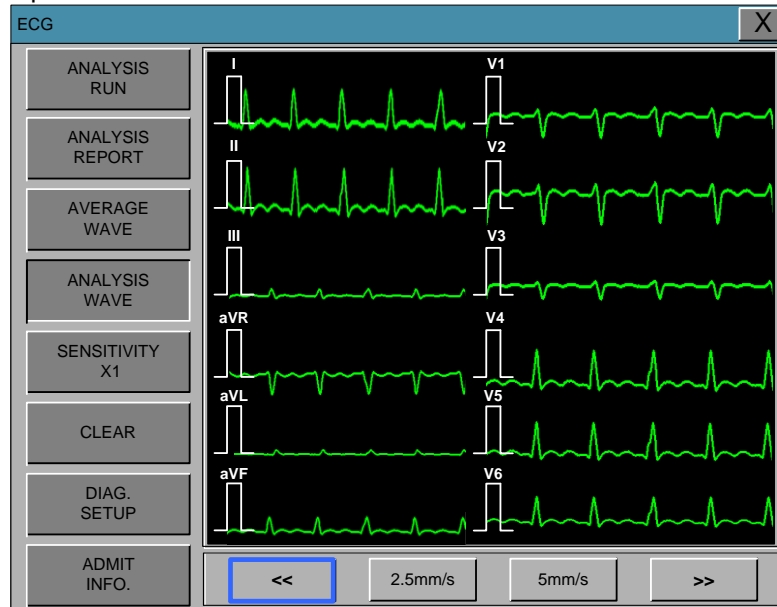 ECG
X
ANALYSIS
RUN
ANALYSIS
REPORT
AVERAGE
WAVE
ANALYSIS
WAVE
SENSITIVITY
X1
CLEAR
DIAG.
SETUP
ADMIT
INFO.
I
II
III
aVR
aVL
aVF
V1
V2
V3
V4
V5
V6
<<
2.5mm/s
5mm/s
>>